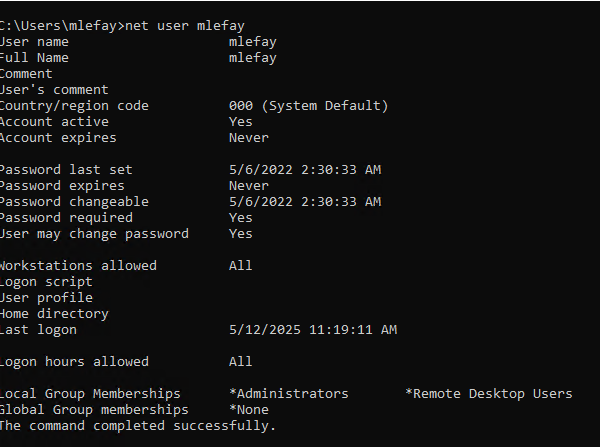 C:\Users\mlefay>net user mlefay
User name                    mlefay
Full Name                    mlefay
Comment
User's comment
Country/region code          000 (System Default)
Account active               Yes
Account expires              Never
Password last set            5/6/2022 2:30:33 AM
Password expires             Never
Password changeable          5/6/2022 2:30:33 AM
Password required            Yes
User may change password     Yes
Workstations allowed         All
Logon script
User profile
Home directory
Last logon                   5/12/2025 11:19:11 AM
Logon hours allowed          All
Local Group Memberships      *Administrators       *Remote Desktop Users
Global Group memberships     *None
The command completed successfully.